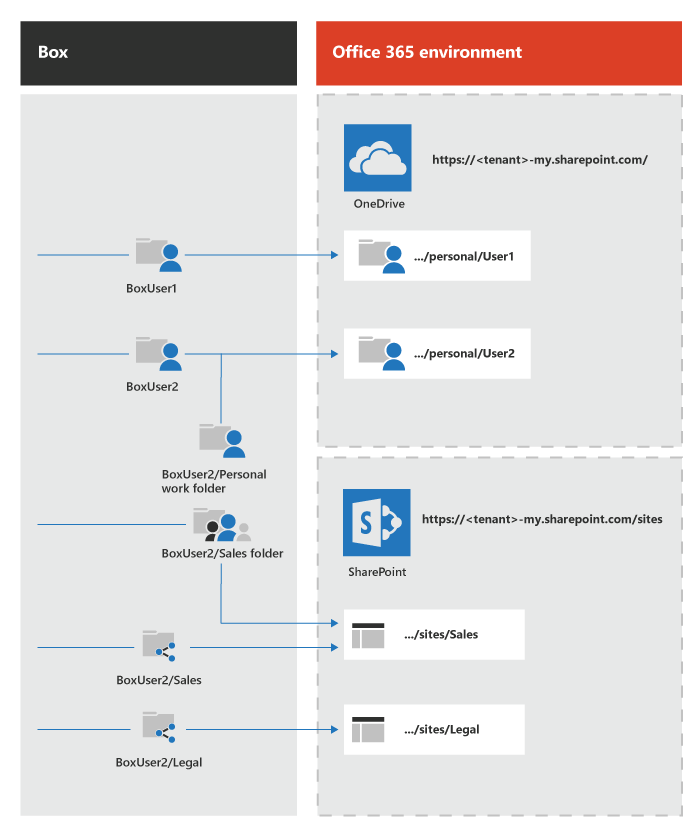 Box
Office 365 environment
https://<tenant>-my.sharepoint.com/
OneDrive
BoxUser1
.../personal/User1
BoxUser2
.../personal/User2
BoxUser2/Personal
work folder
BoxUser2/Sales folder
https://<tenant>-my.sharepoint.com/sites
S
SharePoint
.../sites/Sales
BoxUser2/Sales
.../sites/Legal
BoxUser2/Legal